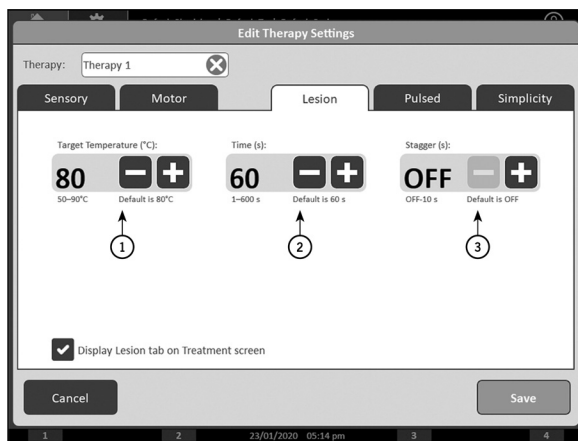 Edit Therapy Settings
Therapy: Therapy 1
Sensory Motor Lesion Pulsed Simplicity
Target Temperature (°C): Time (s): Stagger (s):
80 60 OFF
50–90°C Default is 80°C 1–600 s Default is 60 s OFF-10 s Default is OFF
1 2 3
Display Lesion tab on Treatment screen
Cancel Save
1 2 23/01/2020 05:14 pm 3 4